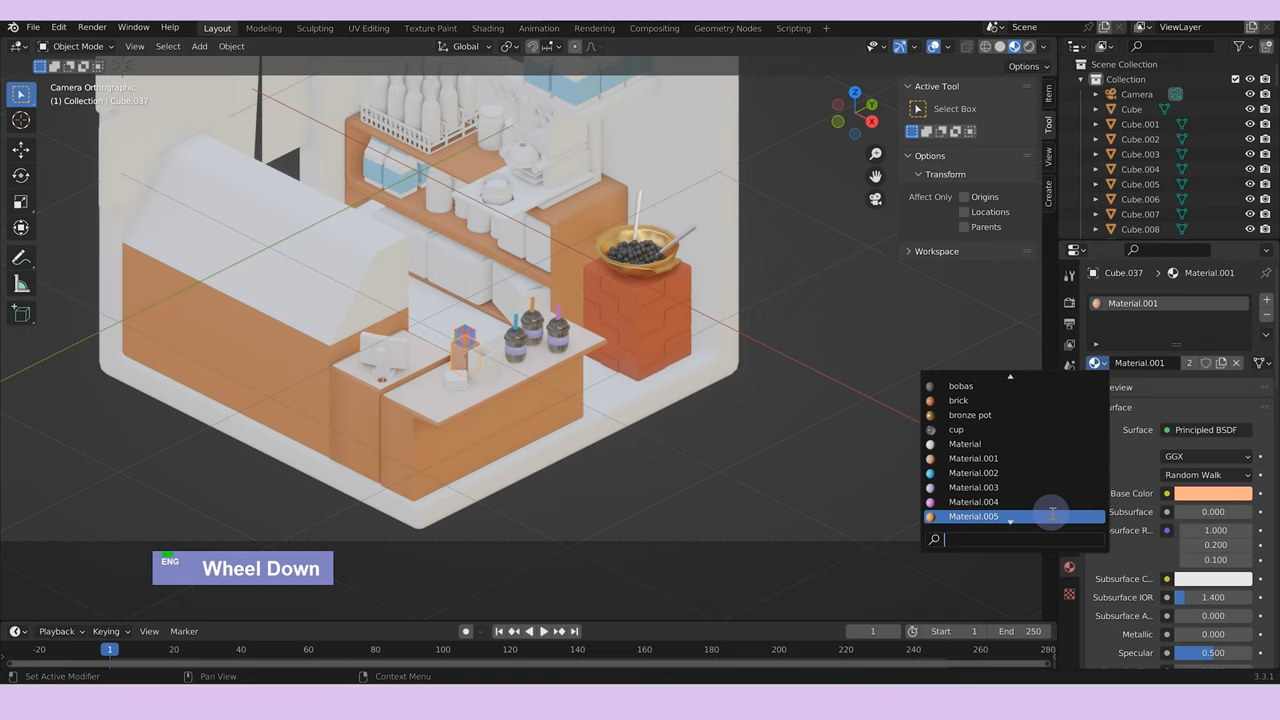 File Edit Render Window Help Layout Modeling Sculpting UV Editing Texture Paint Shading Animation Rendering Compositing Geometry Nodes Scripting + Scene ViewLayer
Object Mode View Select Add Object Global
Options
Camera Orthographic
(1) Collection | Cube.037
Active Tool
Select Box
Options
Transform
Affect Only Origins
Locations
Parents
Workspace
Item
Tool
View
Create
Z
Y
X
Scene Collection
Collection
Camera
Cube
Cube.001
Cube.002
Cube.003
Cube.004
Cube.005
Cube.006
Cube.007
Cube.008
Cube.037 Material.001
Material.001
Material.001 2
bobas
brick
bronze pot
cup
Material
Material.001
Material.002
Material.003
Material.004
Material.005
Surface Principled BSDF
GGX
Random Walk
Base Color
Subsurface 0.000
1.000
0.200
0.100
Subsurface C...
Subsurface IOR 1.400
Subsurface A... 0.000
Metallic 0.000
Specular 0.500
ENG Wheel Down
Playback Keying View Marker 1 Start 1 End 250
-20 1 20 40 60 80 100 120 140 160 180 200 220 240 260 280
Set Active Modifier Pan View Context Menu 3.3.1